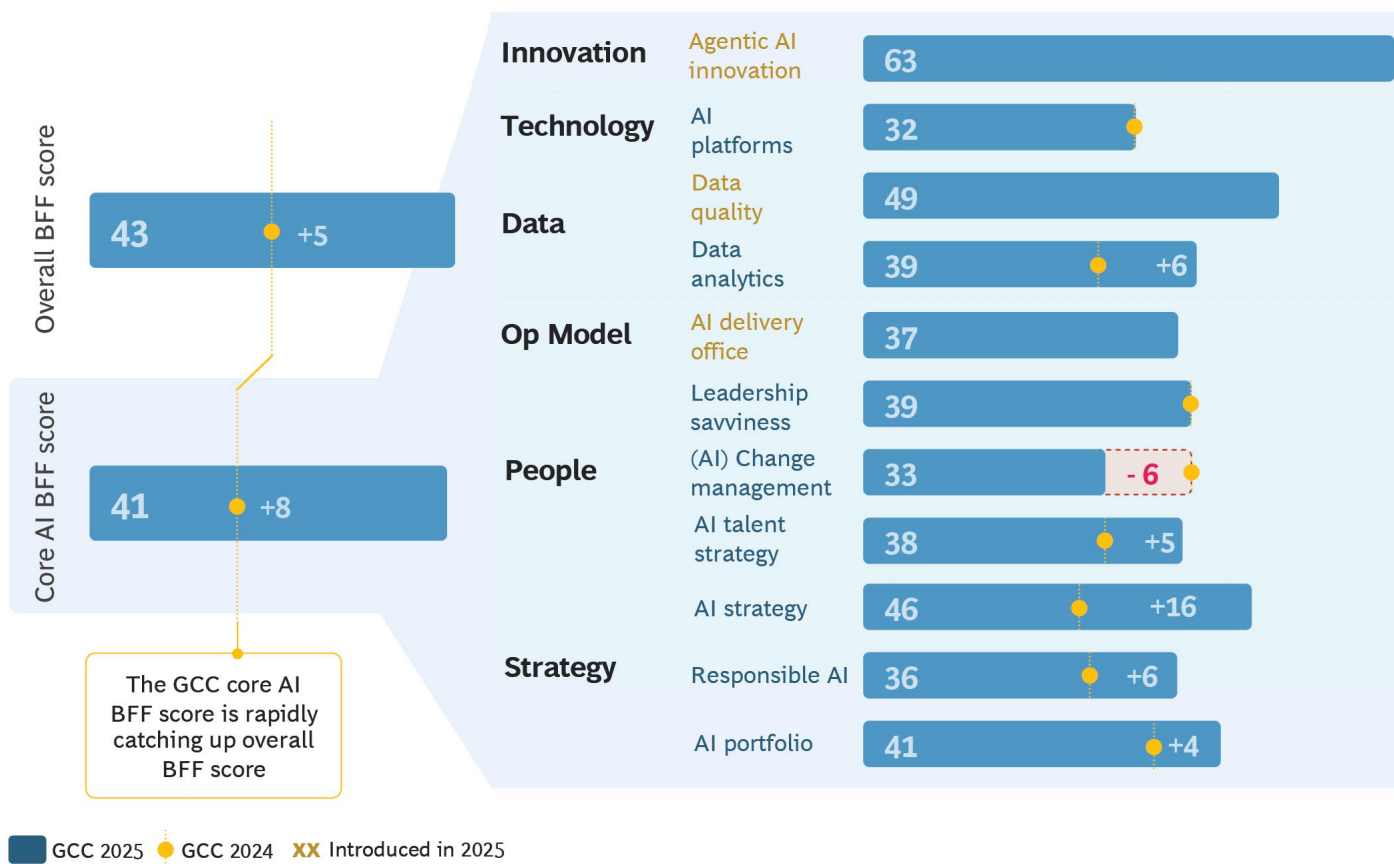 Overall BFF score
43
+5
Core AI BFF score
41
+8
The GCC core AI
BFF score is rapidly
catching up overall
BFF score
Innovation
Agentic AI
innovation
63
Technology
AI
platforms
32
Data
Data
quality
49
Data
analytics
39
+6
Op Model
AI delivery
office
37
People
Leadership
savviness
39
(AI) Change
management
33
- 6
AI talent
strategy
38
+5
Strategy
AI strategy
46
+16
Responsible AI
36
+6
AI portfolio
41
+4
GCC 2025
GCC 2024
XX Introduced in 2025